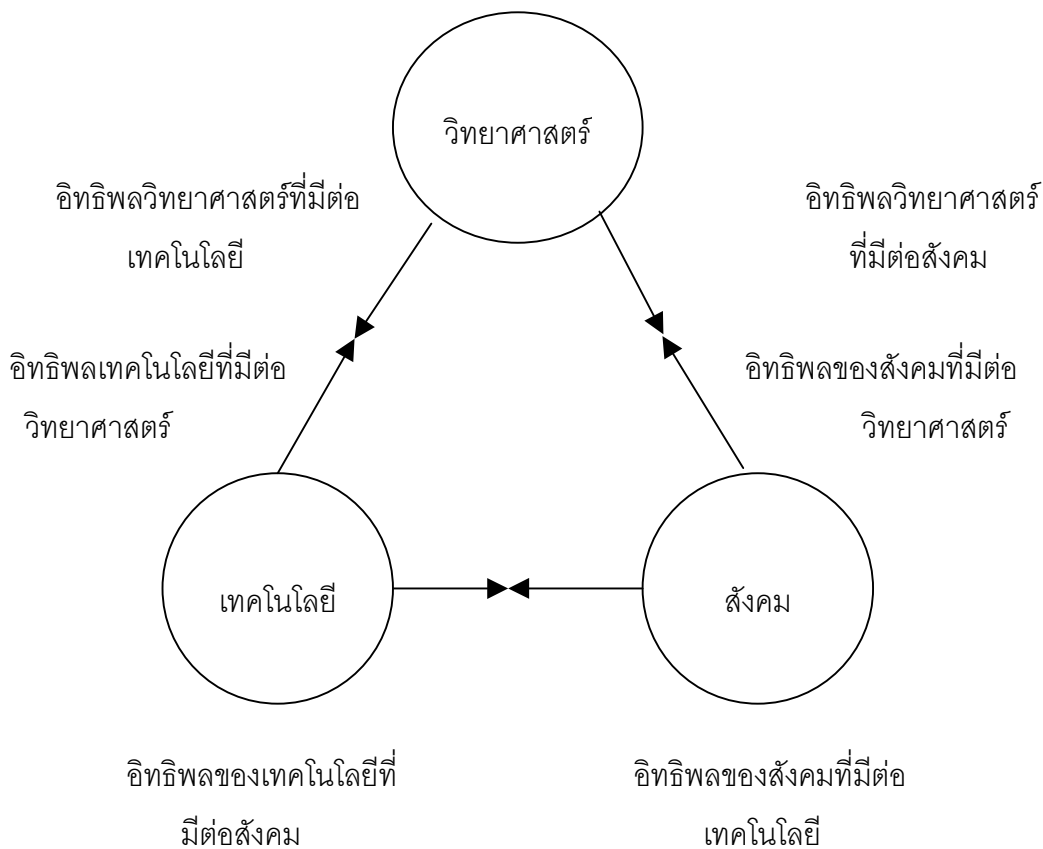 วิทยาศาสตร์
อิทธิพลวิทยาศาสตร์ที่มีต่อ
เทคโนโลยี
อิทธิพลวิทยาศาสตร์
ที่มีต่อสังคม
อิทธิพลเทคโนโลยีที่มีต่อ
วิทยาศาสตร์
อิทธิพลของสังคมที่มีต่อ
วิทยาศาสตร์
เทคโนโลยี
สังคม
อิทธิพลของเทคโนโลยีที่
มีต่อสังคม
อิทธิพลของสังคมที่มีต่อ
เทคโนโลยี